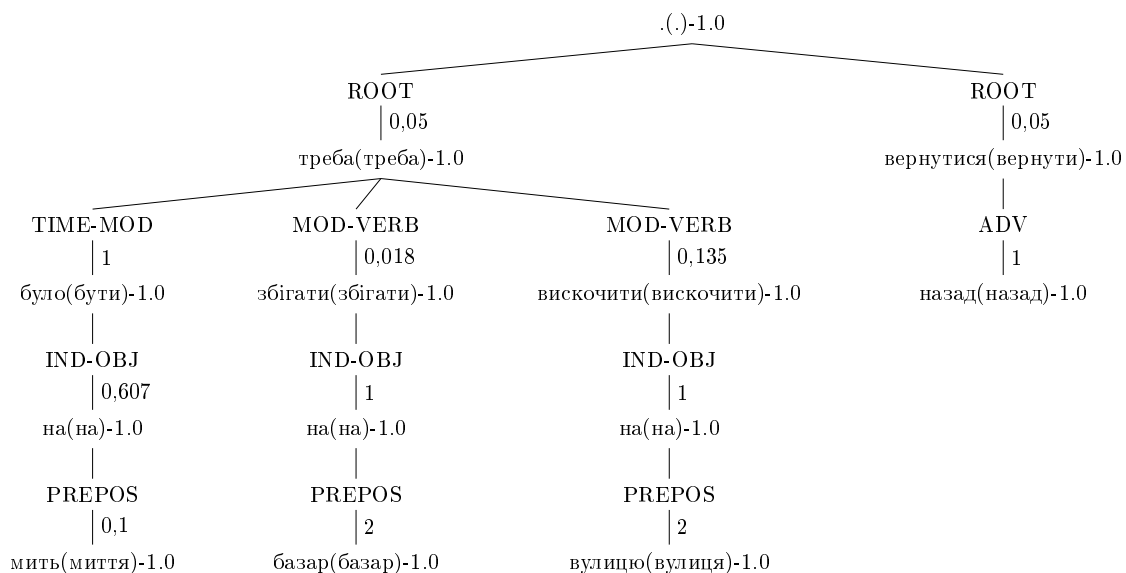 .(.)-1.0
ROOT ROOT
0,05 0,05
треба(треба)-1.0 вернутися(вернути)-1.0
TIME-MOD MOD-VERB MOD-VERB ADV
1 0,018 0,135 1
було(бути)-1.0 збігати(збігати)-1.0 вискочити(вискочити)-1.0 назад(назад)-1.0
IND-OBJ IND-OBJ IND-OBJ
0,607 1 1
на(на)-1.0 на(на)-1.0 на(на)-1.0
PREPOS PREPOS PREPOS
0,1 2 2
мить(миття)-1.0 базар(базар)-1.0 вулицю(вулиця)-1.0